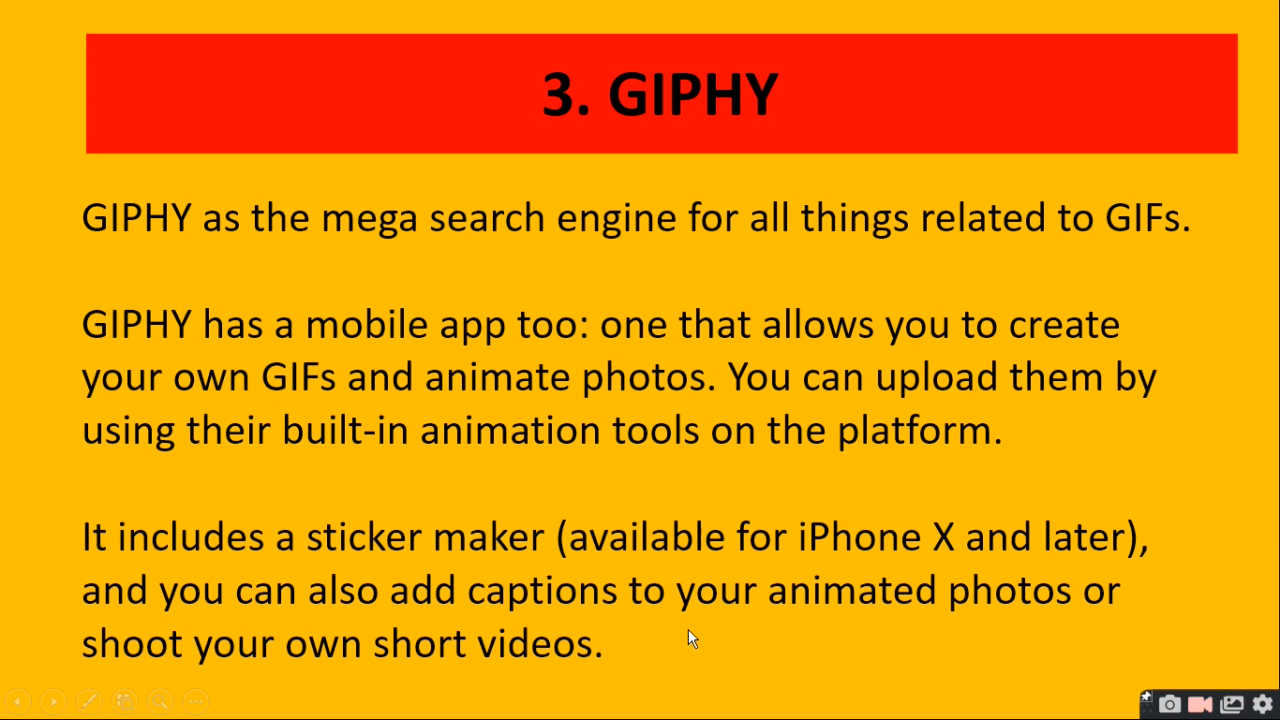 3. GIPHY
GIPHY as the mega search engine for all things related to GIFs.
GIPHY has a mobile app too: one that allows you to create
your own GIFs and animate photos. You can upload them by
using their built-in animation tools on the platform.
It includes a sticker maker (available for iPhone X and later),
and you can also add captions to your animated photos or
shoot your own short videos.